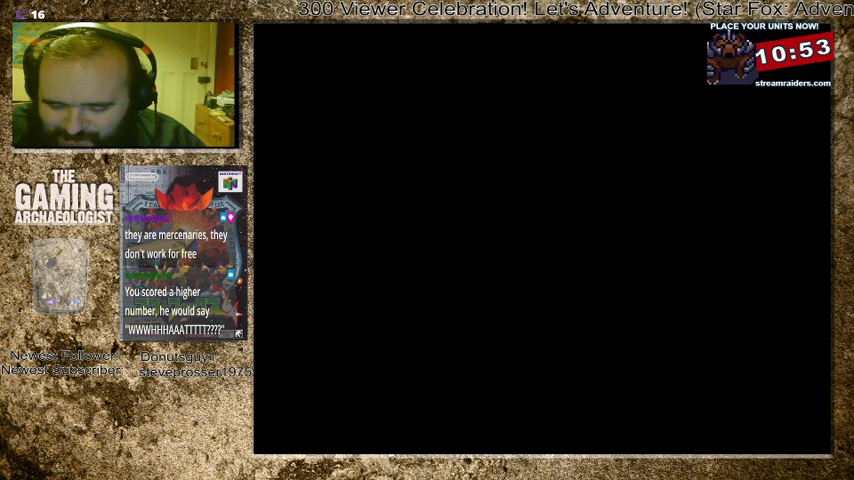 16
300 Viewer Celebration! Let's Adventure! (Star Fox: Adven
PLACE YOUR UNITS NOW!
10:53
streamraiders.com
THE
GAMING
ARCHAEOLOGIST
Nintendo
they are mercenaries, they
don't work for free
You scored a higher
number, he would say
"WWWHHHAAATTTTT????"
Newest Follower
Donutsguy1
Newest Subscriber:
steveprosser1975